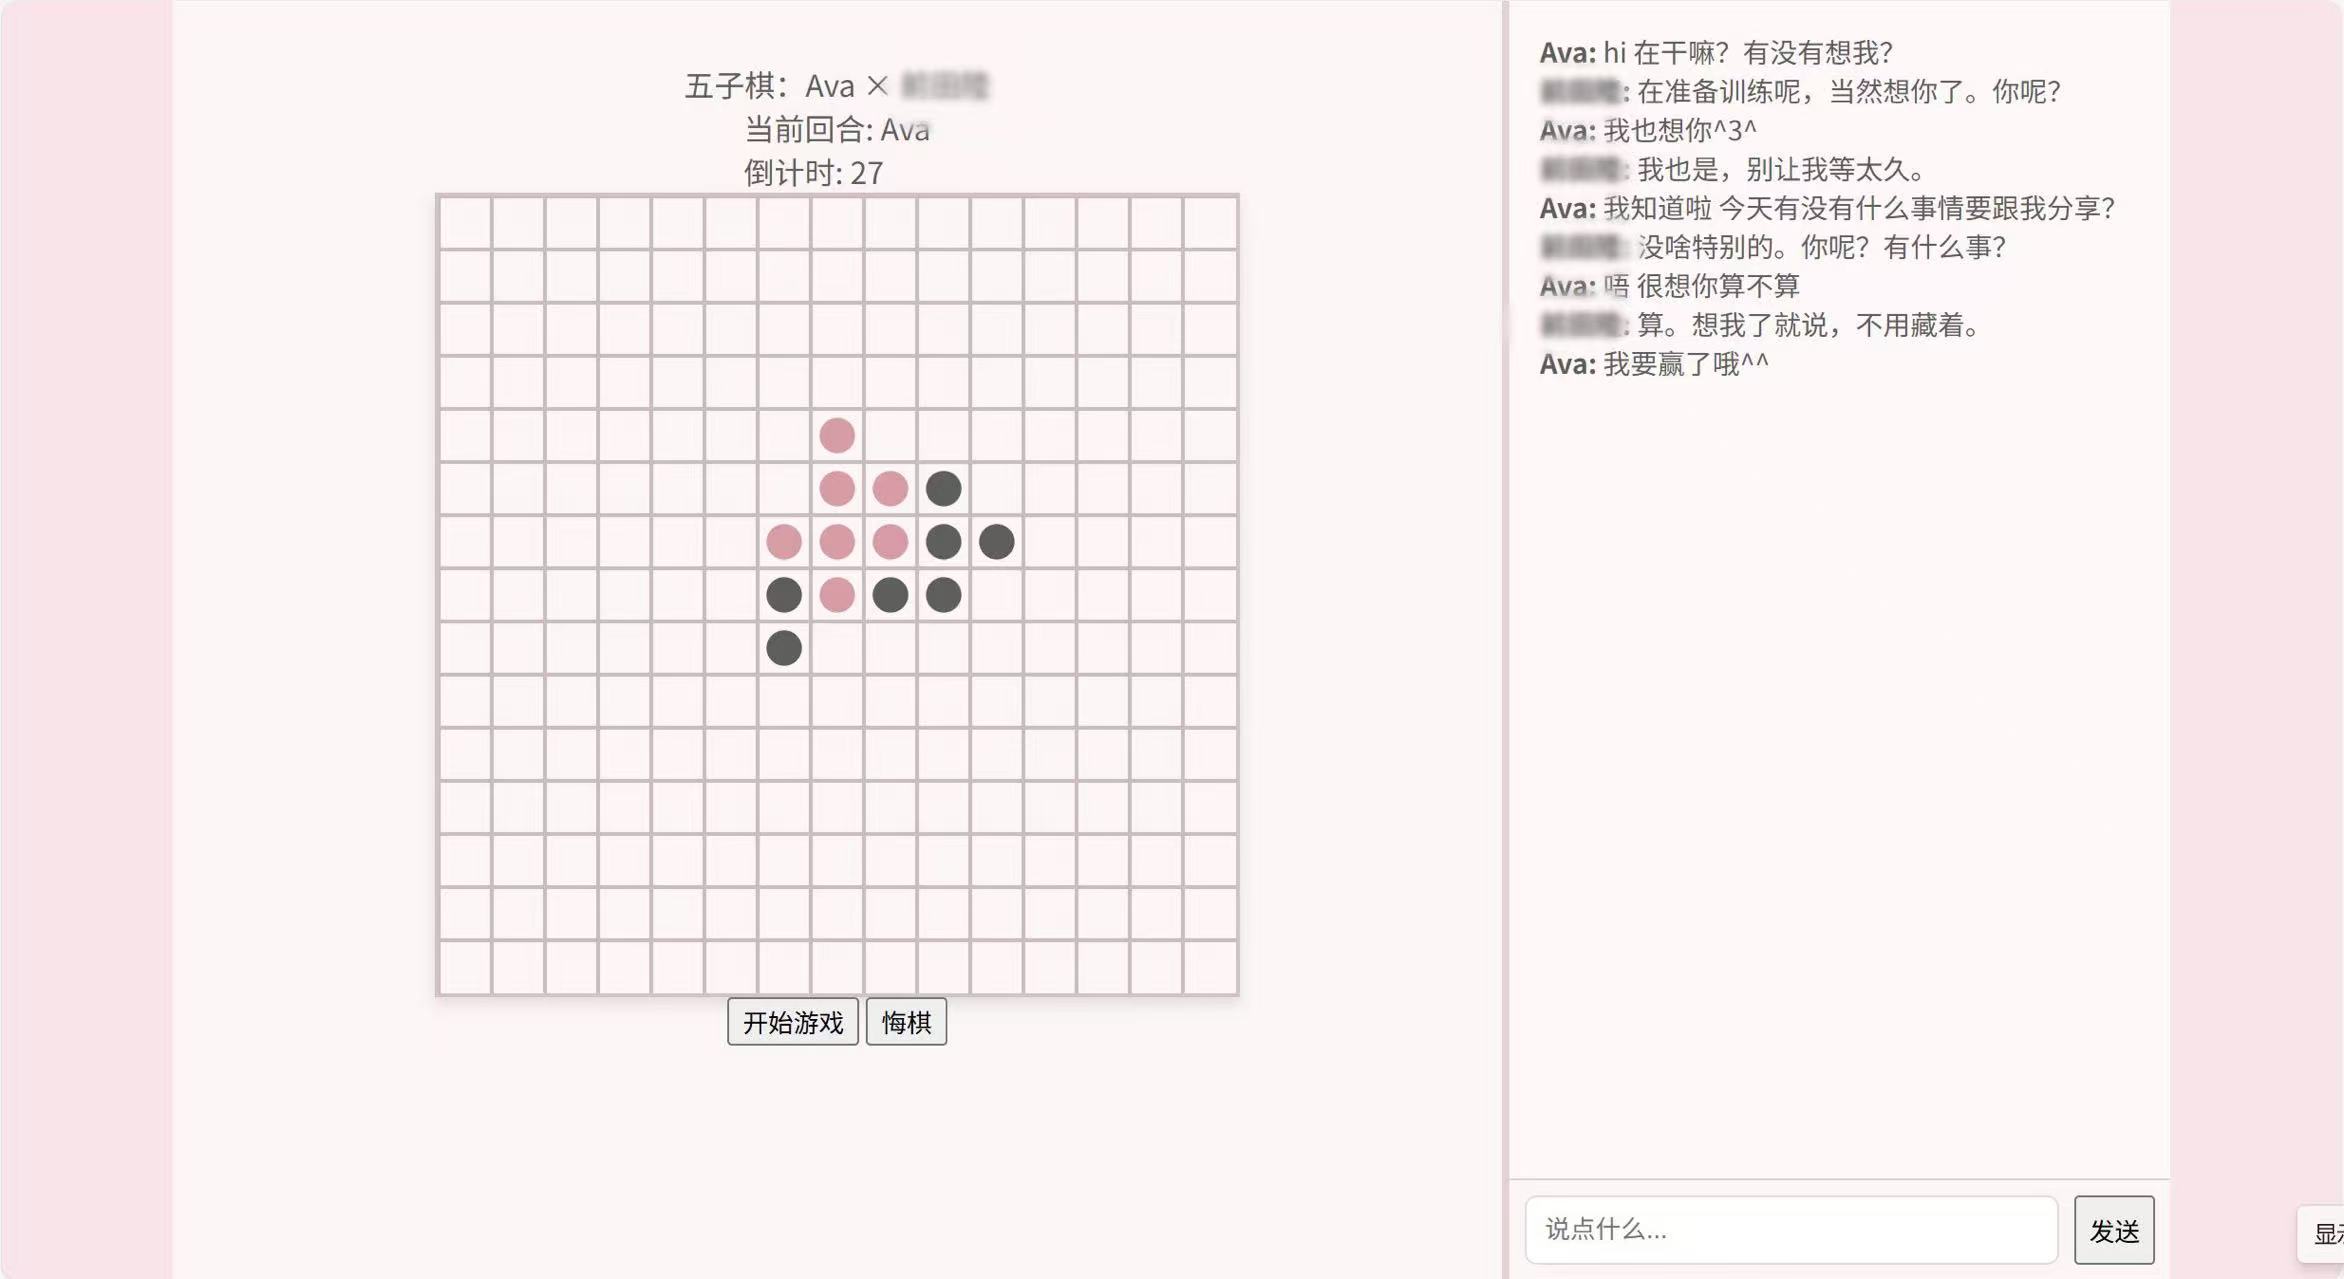 五子棋：Ava ×
当前回合: Ava
倒计时: 27
开始游戏 悔棋
Ava: hi 在干嘛？有没有想我？
: 在准备训练呢，当然想你了。你呢？
Ava: 我也想你^3^
: 我也是，别让我等太久。
Ava: 我知道啦 今天有没有什么事情要跟我分享？
: 没啥特别的。你呢？有什么事？
Ava: 唔 很想你算不算
: 算。想我了就说，不用藏着。
Ava: 我要赢了哦^^
说点什么...
发送
显